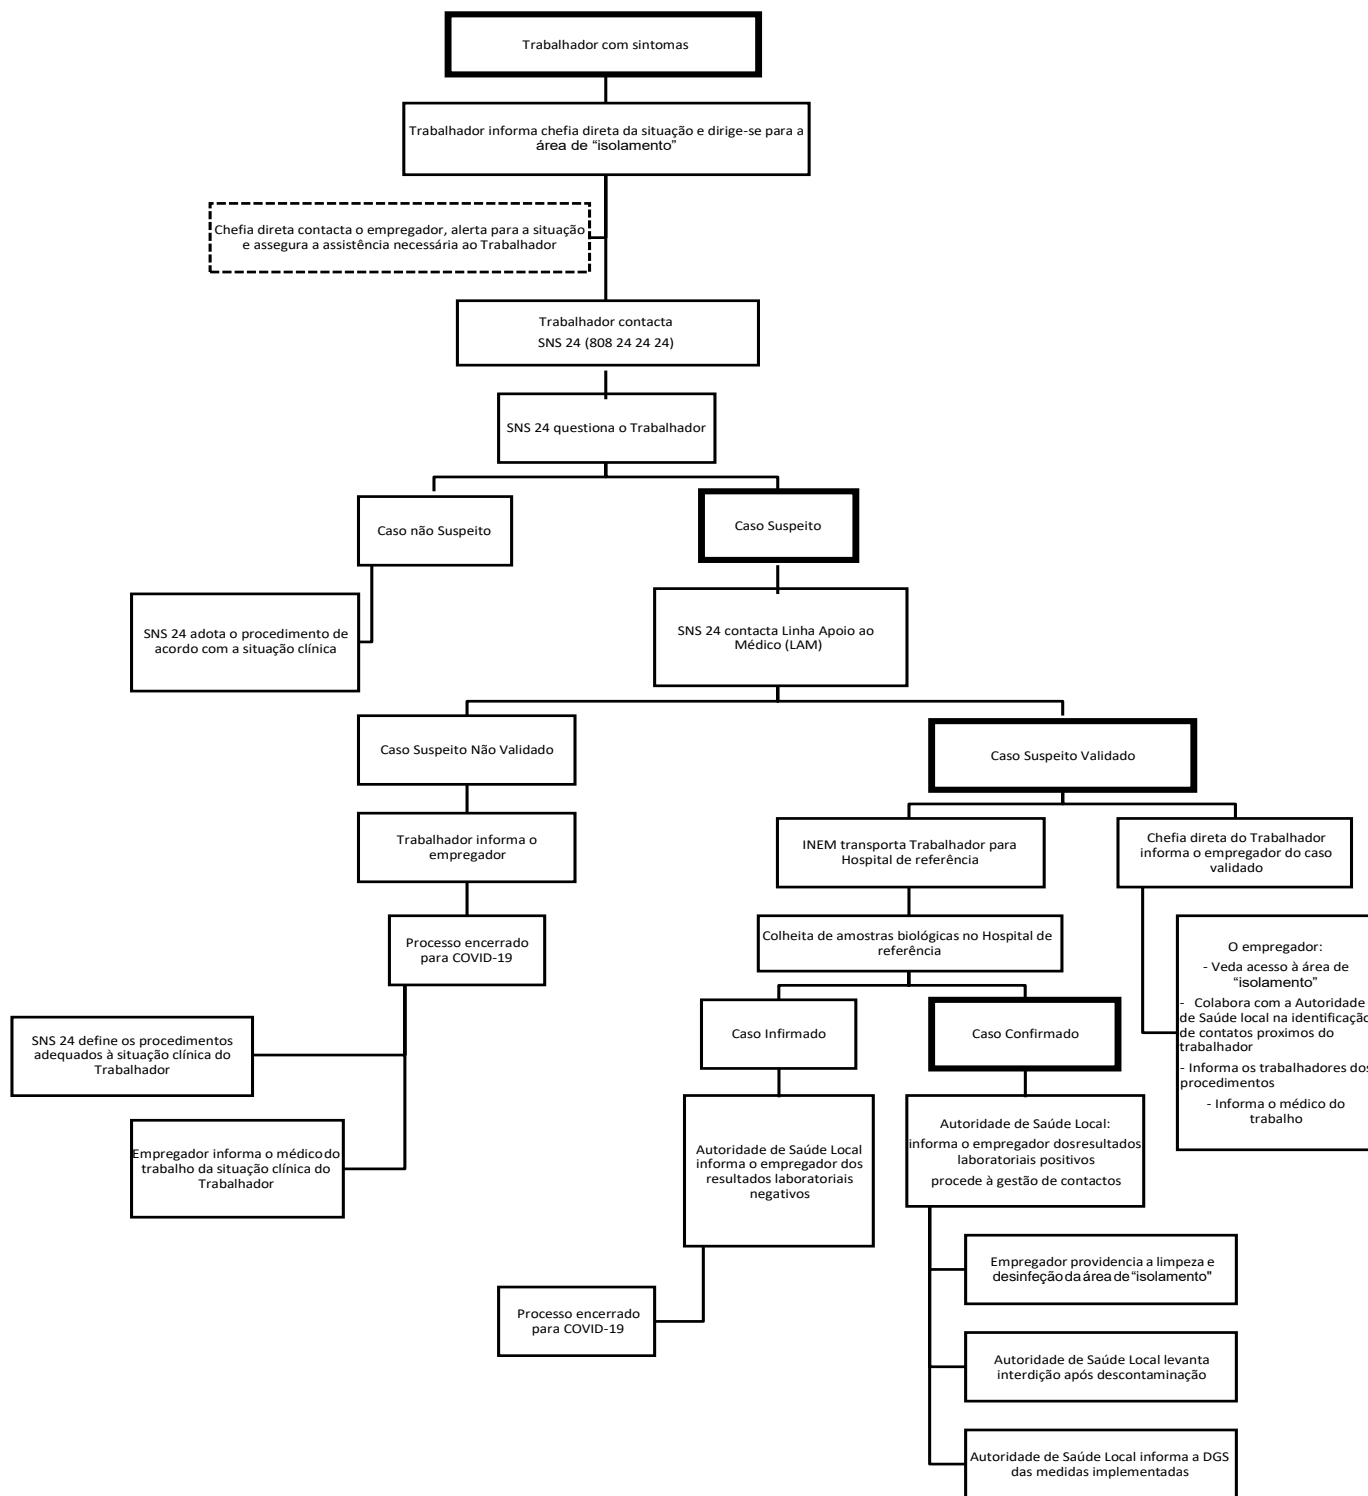 Trabalhador com sintomas
Trabalhador informa chefia direta da situação e dirige-se para a
área de “isolamento”
Chefia direta contacta o empregador, alerta para a situação
e assegura a assistência necessária ao Trabalhador
Trabalhador contacta
SNS 24 (808 24 24 24)
SNS 24 questiona o Trabalhador
Caso não Suspeito
Caso Suspeito
SNS 24 adota o procedimento de
acordo com a situação clínica
SNS 24 contacta Linha Apoio ao
Médico (LAM)
Caso Suspeito Não Validado
Caso Suspeito Validado
Trabalhador informa o
empregador
INEM transporta Trabalhador para
Hospital de referência
Chefia direta do Trabalhador
informa o empregador do caso
validado
Processo encerrado
para COVID-19
Colheita de amostras biológicas no Hospital de
referência
O empregador:
- Veda acesso à área de
“isolamento”
- Colabora com a Autoridade
de Saúde local na identificação
de contatos proximos do
trabalhador
- Informa os trabalhadores dos
procedimentos
- Informa o médico do
trabalho
SNS 24 define os procedimentos
adequados à situação clínica do
Trabalhador
Caso Infirmado
Caso Confirmado
Empregador informa o médico do
trabalho da situação clínica do
Trabalhador
Autoridade de Saúde Local
informa o empregador dos
resultados laboratoriais
negativos
Autoridade de Saúde Local:
informa o empregador dosresultados
laboratoriais positivos
procede à gestão de contactos
Processo encerrado
para COVID-19
Empregador providencia a limpeza e
desinfeção da área de “isolamento”
Autoridade de Saúde Local levanta
interdição após descontaminação
Autoridade de Saúde Local informa a DGS
das medidas implementadas